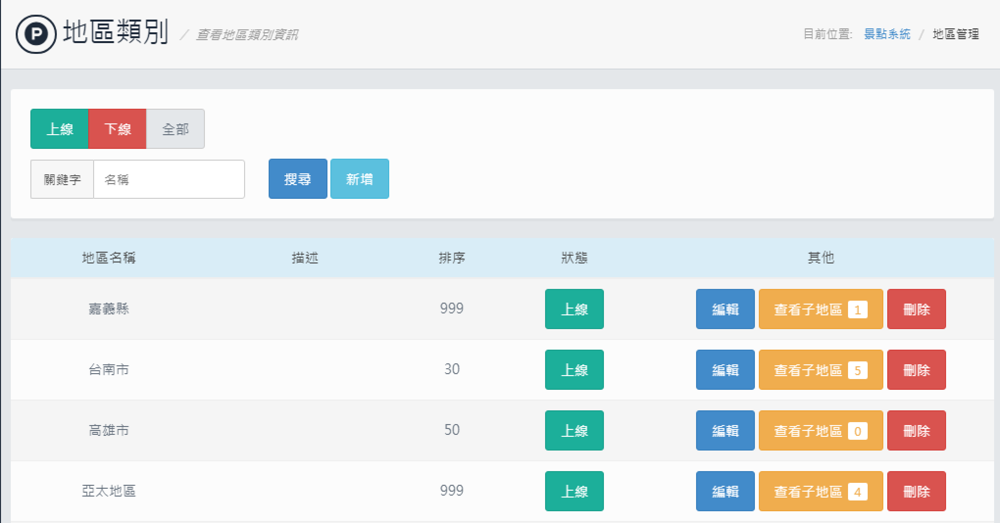 P 地區類別 / 查看地區類別資訊 目前位置: 景點系統 / 地區管理
上線 下線 全部
關鍵字 名稱 搜尋 新增
地區名稱 描述 排序 狀態 其他
嘉義縣 999 上線 編輯 查看子地區 1 刪除
台南市 30 上線 編輯 查看子地區 5 刪除
高雄市 50 上線 編輯 查看子地區 0 刪除
亞太地區 999 上線 編輯 查看子地區 4 刪除